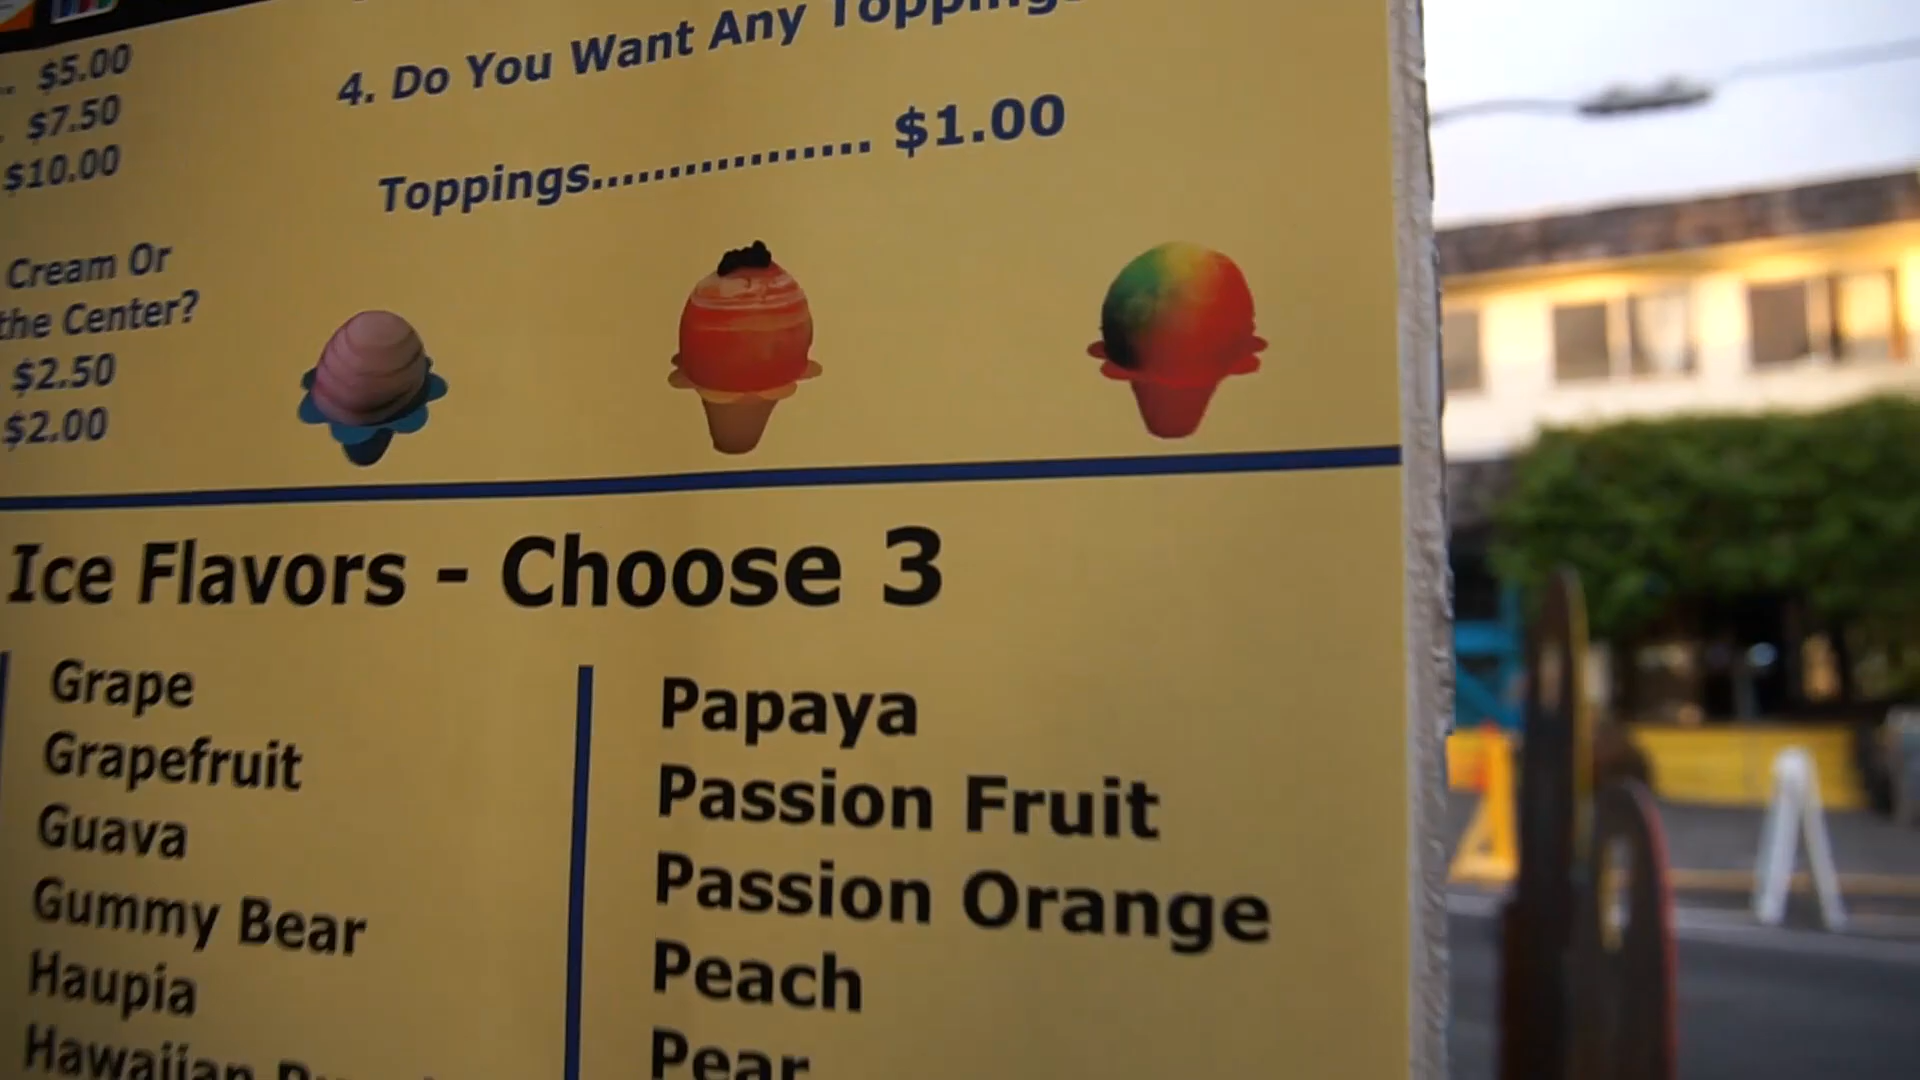 $5.00
$7.50
$10.00
Cream Or
the Center?
$2.50
$2.00
4. Do You Want Any Toppings
Toppings................ $1.00
Ice Flavors - Choose 3
Grape
Grapefruit
Guava
Gummy Bear
Haupia
Hawaiian
Papaya
Passion Fruit
Passion Orange
Peach
Pear